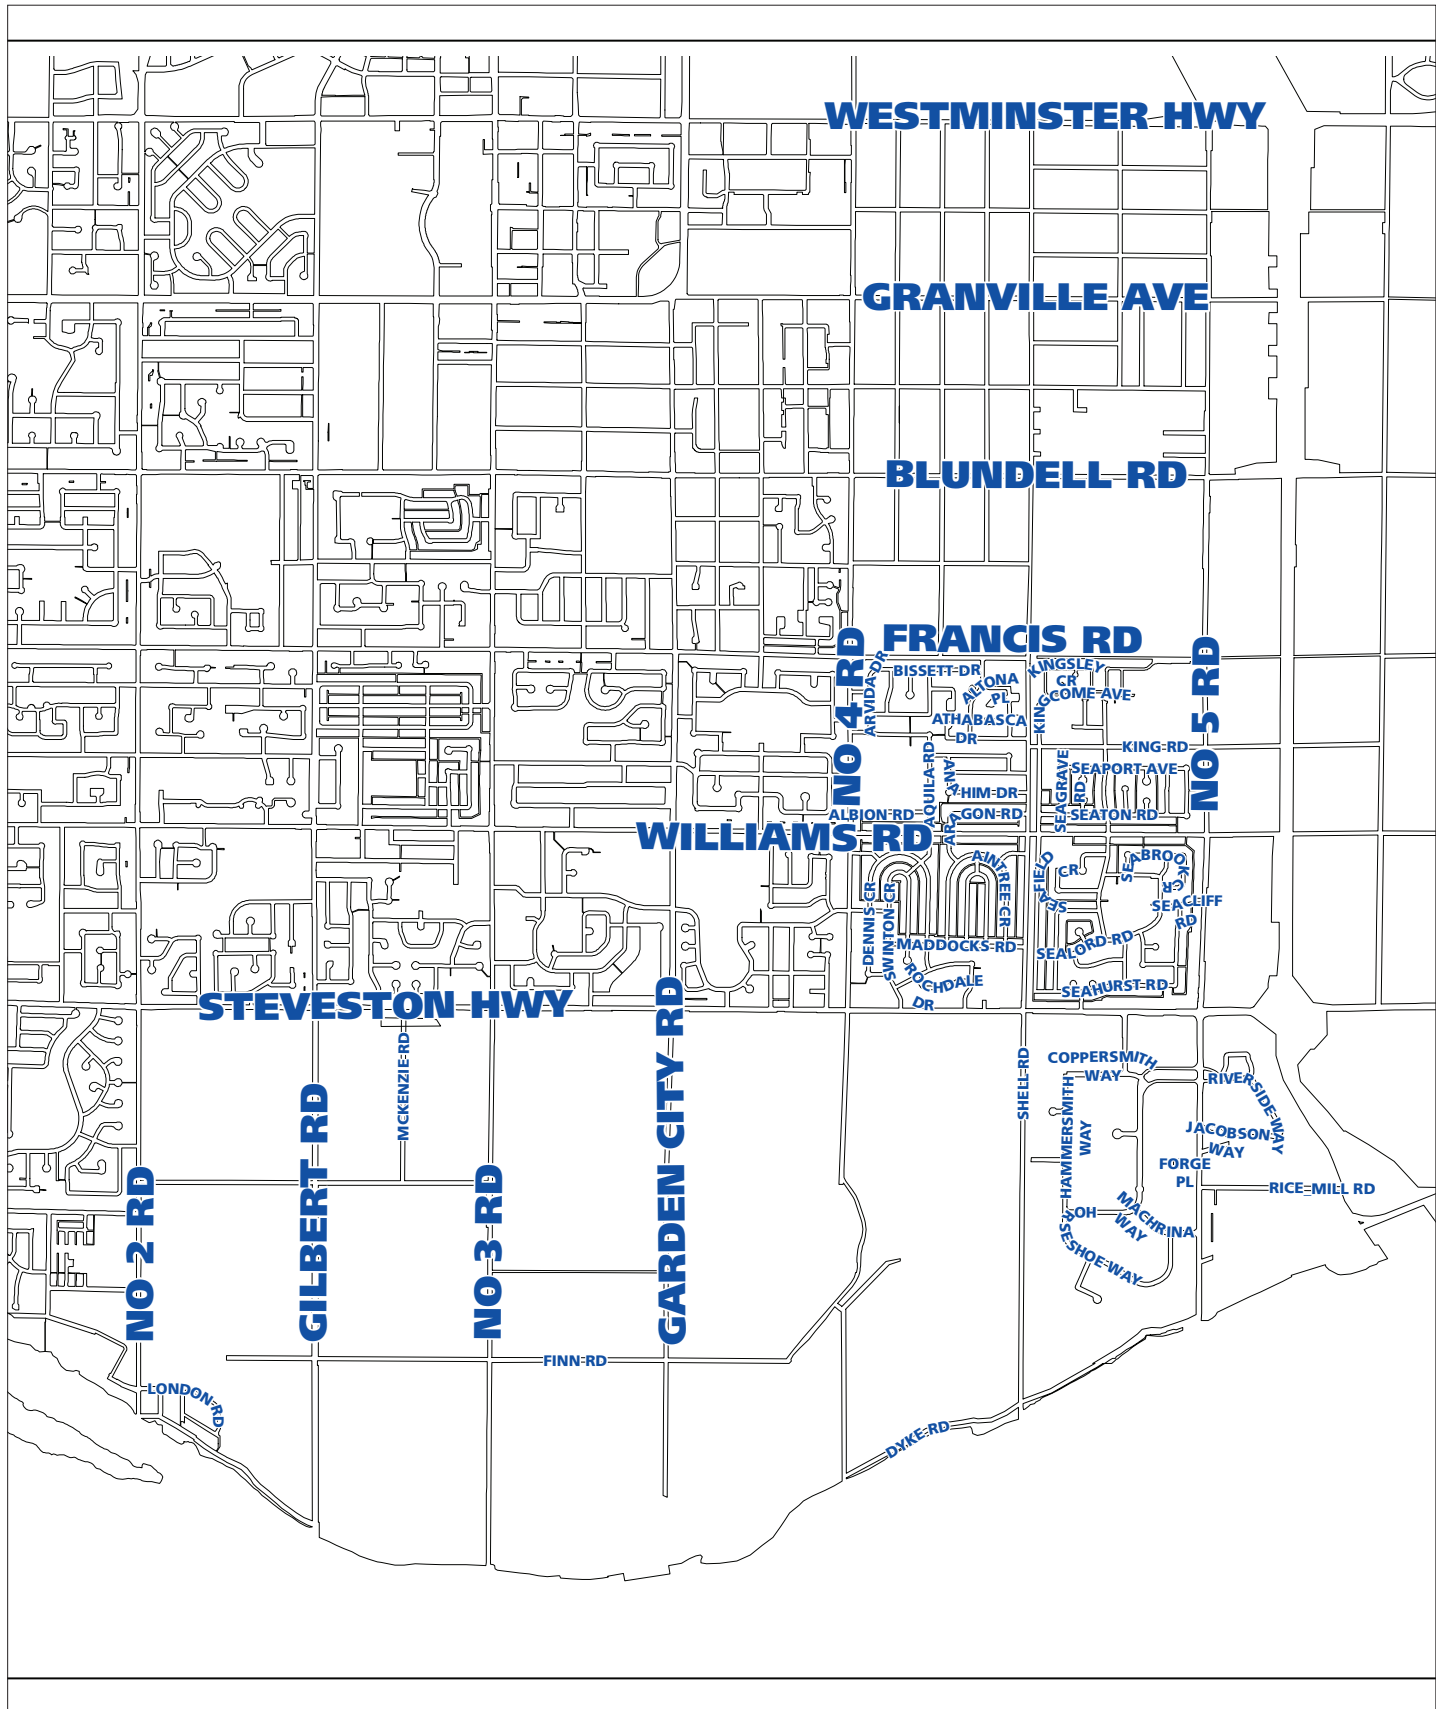 WESTMINSTER HWY
GRANVILLE AVE
BLUNDELL RD
FRANCIS RD
NO 4 RD
NO 5 RD
ARVIDA DR
BISSETT DR
ALTONA
PL
KINGSLEY
CR
KINGCOME AVE
ATHABASCA
DR
KING RD
AQUILA RD
ANAHIM DR
SEAGRAVE
RD
SEAPORT AVE
ALBION RD
ARAGON RD
SEATON RD
WILLIAMS RD
AINTREE CR
SEAFIELD
CR
SEABROOK
CR
SEACLIFF
RD
DENNIS CR
SWINTON CR
MADDOCKS RD
SEALORD RD
ROCHDALE
DR
SEAHURST RD
STEVESTON HWY
GARDEN CITY RD
MCKENZIE RD
SHELL RD
COPPERSMITH
WAY
RIVERSIDE WAY
HAMMERSMITH
WAY
JACOBSON
WAY
FORGE
PL
RICE MILL RD
GILBERT RD
NO 2 RD
NO 3 RD
MACHRINA
WAY
HORSESHOE WAY
FINN RD
LONDON RD
DYKE RD